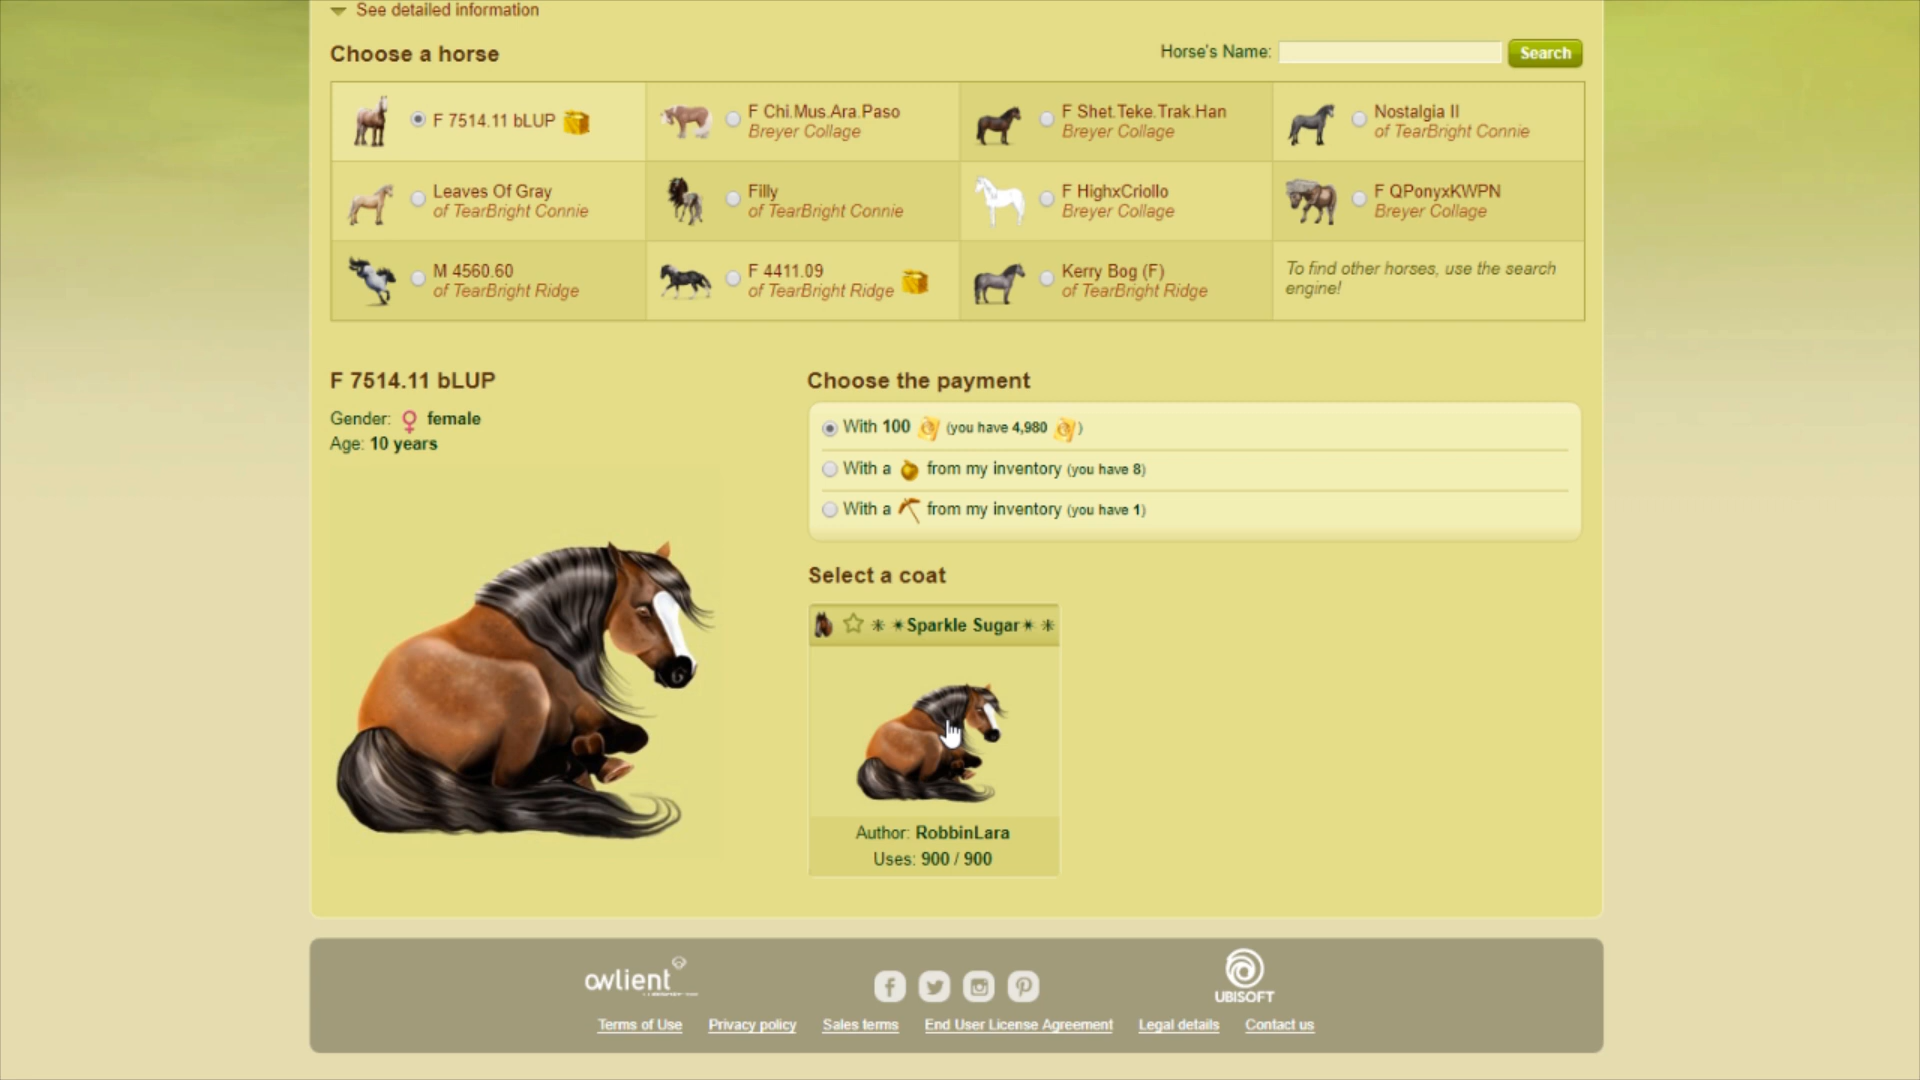 See detailed information
Choose a horse
Horse's Name:
Search
F 7514.11 bLUP
F Chi.Mus.Ara.Paso
Breyer Collage
F Shet.Teke.Trak.Han
Breyer Collage
Nostalgia II
of TearBright Connie
Leaves Of Gray
of TearBright Connie
Filly
of TearBright Connie
F HighxCriollo
Breyer Collage
F QPonyxKWPN
Breyer Collage
M 4560.60
of TearBright Ridge
F 4411.09
of TearBright Ridge
Kerry Bog (F)
of TearBright Ridge
To find other horses, use the search
engine!
F 7514.11 bLUP
Gender: female
Age: 10 years
Choose the payment
With 100 (you have 4,980 )
With a from my inventory (you have 8)
With a from my inventory (you have 1)
Select a coat
✳ ✴Sparkle Sugar✴ ✳
Author: RobbinLara
Uses: 900 / 900
owlient
UBISOFT
Terms of Use
Privacy policy
Sales terms
End User License Agreement
Legal details
Contact us